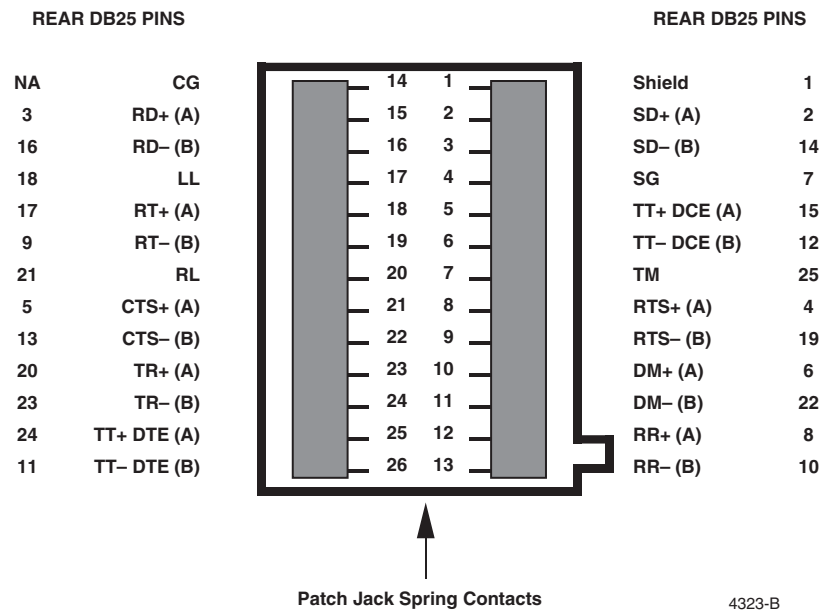 REAR DB25 PINS REAR DB25 PINS
NA CG 14 1 Shield 1
3 RD+ (A) 15 2 SD+ (A) 2
16 RD– (B) 16 3 SD– (B) 14
18 LL 17 4 SG 7
17 RT+ (A) 18 5 TT+ DCE (A) 15
9 RT– (B) 19 6 TT– DCE (B) 12
21 RL 20 7 TM 25
5 CTS+ (A) 21 8 RTS+ (A) 4
13 CTS– (B) 22 9 RTS– (B) 19
20 TR+ (A) 23 10 DM+ (A) 6
23 TR– (B) 24 11 DM– (B) 22
24 TT+ DTE (A) 25 12 RR+ (A) 8
11 TT– DTE (B) 26 13 RR– (B) 10
Patch Jack Spring Contacts
4323-B